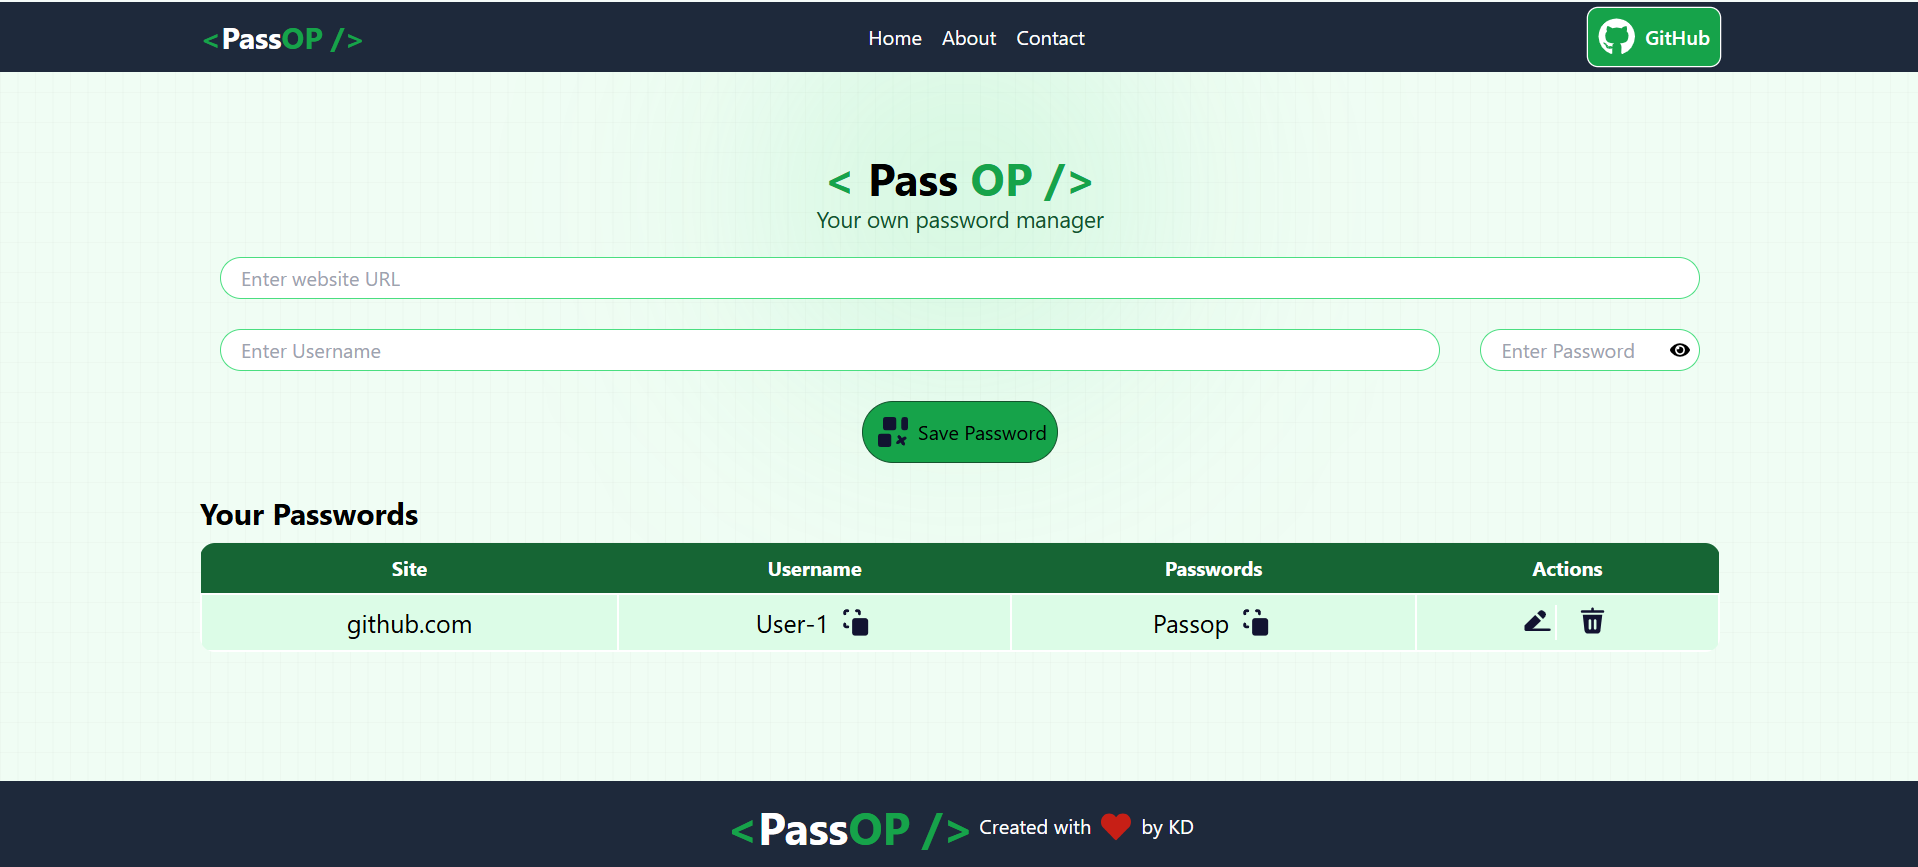 <PassOP /> Home About Contact GitHub
< Pass OP />
Your own password manager
Enter website URL
Enter Username Enter Password
Save Password
Your Passwords
Site Username Passwords Actions
github.com User-1 Passop
<PassOP /> Created with by KD